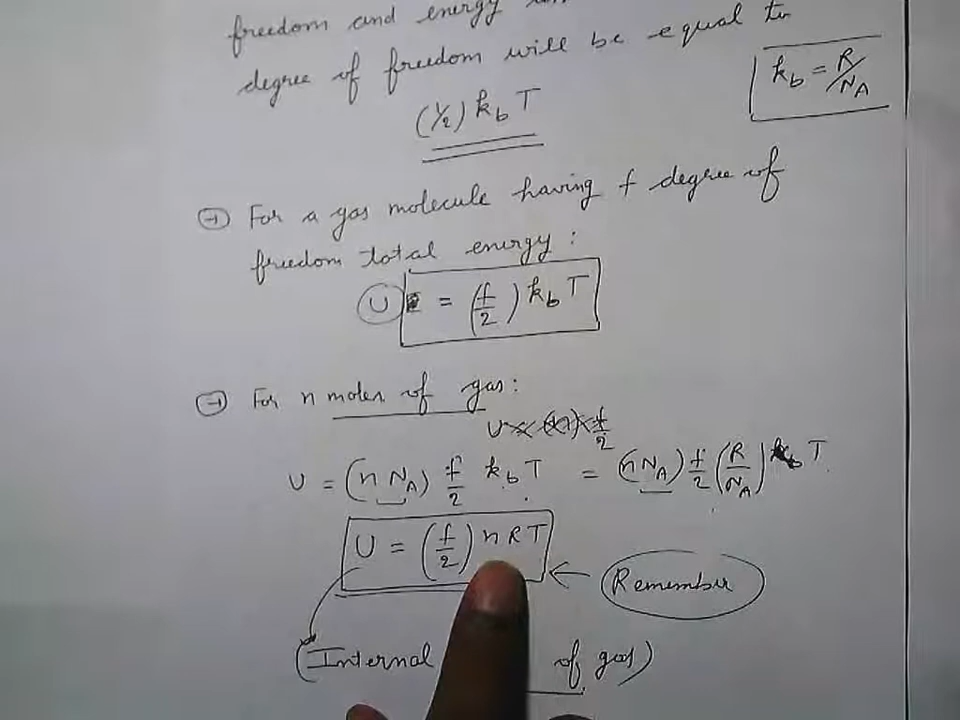 freedom and energy
degree of freedom will be equal to
(1/2) k_b T
k_b = R/N_A
→ For a gas molecule having f degree of
freedom total energy :
U = (f/2) k_b T
→ For n moles of gas :
U = (n N_A) f/2 k_b T = (n N_A) f/2 (R/N_A) T
U = (f/2) n R T
← Remember
(Internal of gas)